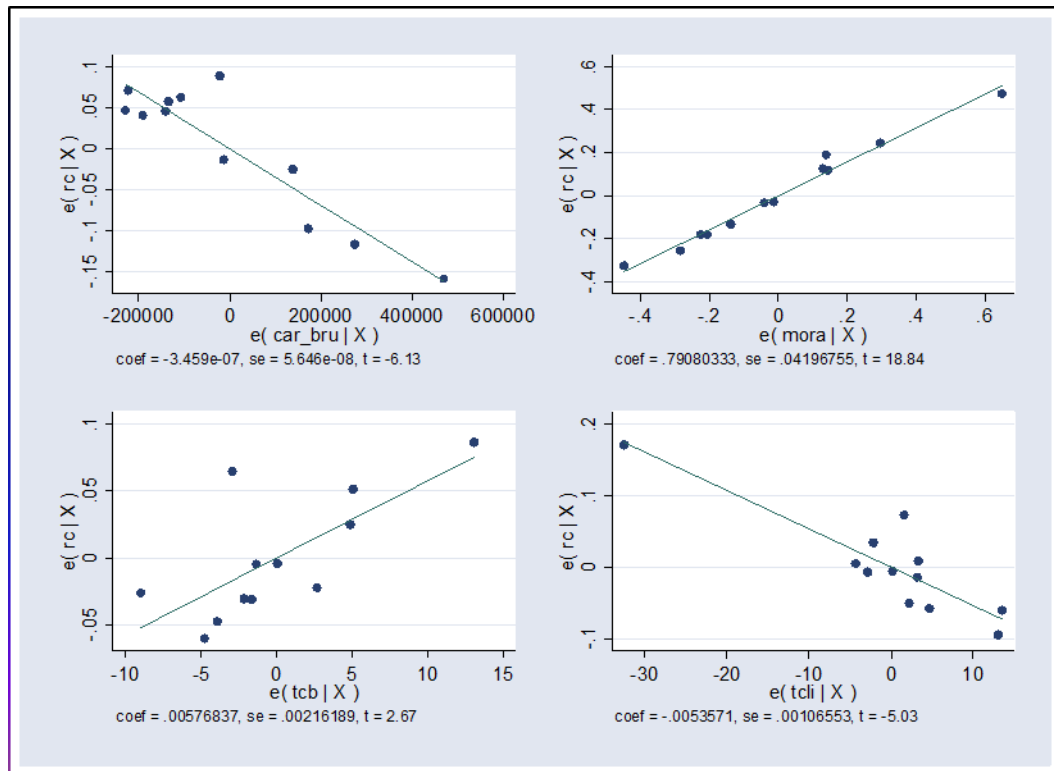 .1
.05
0
-.05
-.1
-.15
e( rc | X )
-200000 0 200000 400000 600000
e( car_bru | X )
coef = -3.459e-07, se = 5.646e-08, t = -6.13
.6
.4
.2
0
-.2
-.4
e( rc | X )
-.4 -.2 0 .2 .4 .6
e( mora | X )
coef = .79080333, se = .04196755, t = 18.84
.1
.05
0
-.05
e( rc | X )
-10 -5 0 5 10 15
e( tcb | X )
coef = .00576837, se = .00216189, t = 2.67
.2
.1
0
-.1
e( rc | X )
-30 -20 -10 0 10
e( tcli | X )
coef = -.0053571, se = .00106553, t = -5.03